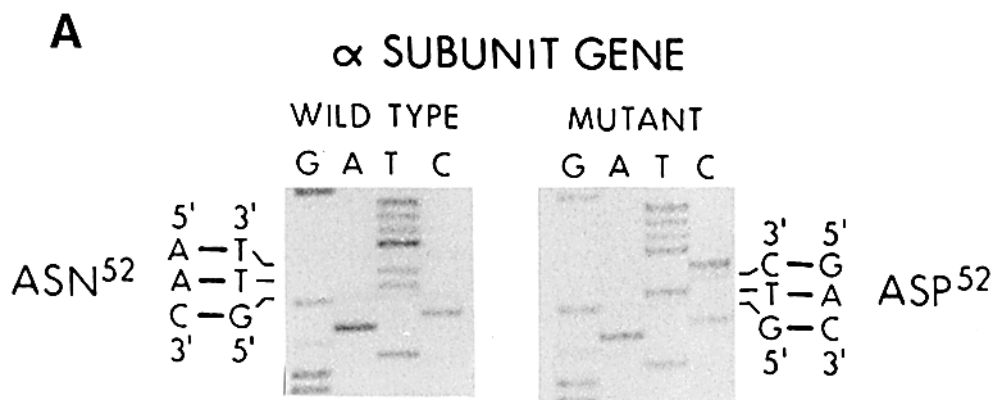 A
α SUBUNIT GENE
WILD TYPE
MUTANT
G A T C
G A T C
5' 3'
A — T
ASN52
A — T
C — G
3' 5'
3' 5'
C — G
T — A
ASP52
G — C
5' 3'